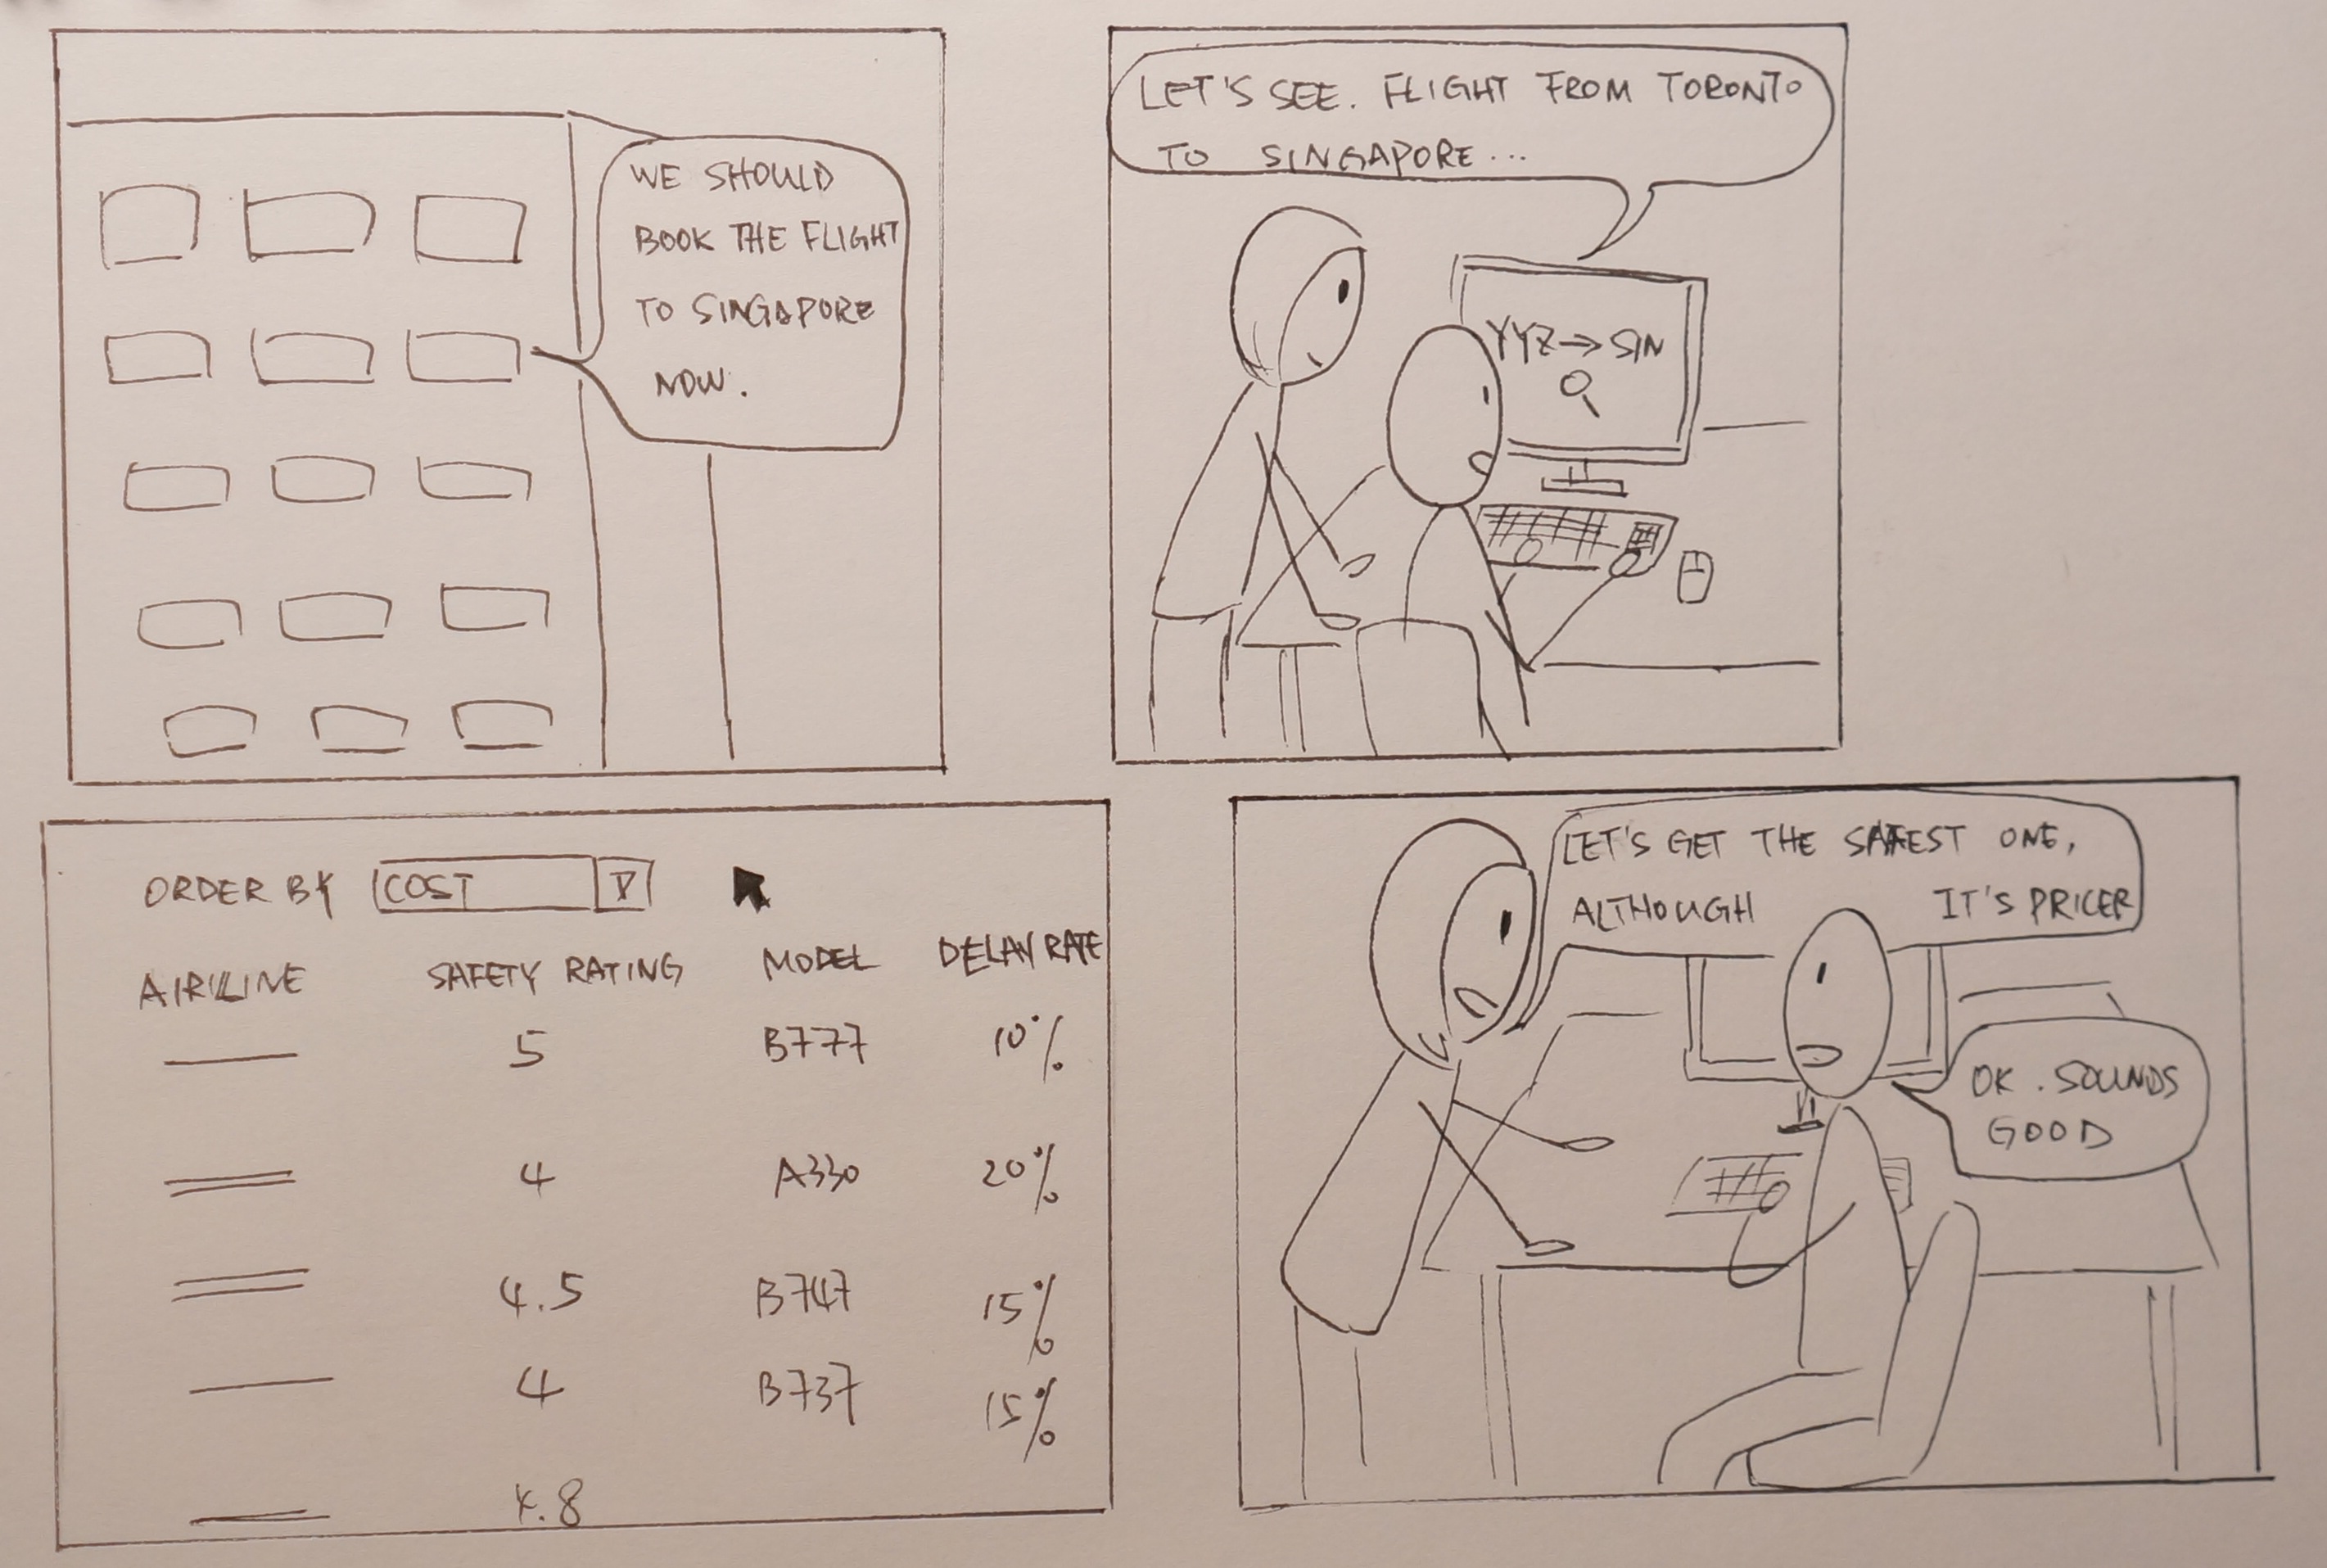 WE SHOULD
BOOK THE FLIGHT
TO SINGAPORE
NOW.
LET'S SEE. FLIGHT FROM TORONTO
TO SINGAPORE...
YYZ→SIN
ORDER BY COST
AIRLINE SAFETY RATING MODEL DELAY RATE
5 B777 10%
4 A330 20%
4.5 B747 15%
4 B737 15%
4.8
LET'S GET THE SAFEST ONE,
ALTHOUGH IT'S PRICER
OK. SOUNDS
GOOD